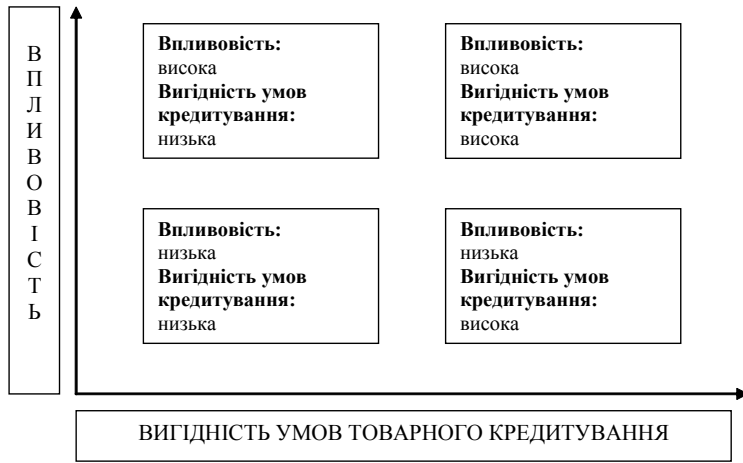 ВПЛИВОВІСТЬ
Впливовість:
висока
Вигідність умов
кредитування:
низька
Впливовість:
висока
Вигідність умов
кредитування:
висока
Впливовість:
низька
Вигідність умов
кредитування:
низька
Впливовість:
низька
Вигідність умов
кредитування:
висока
ВИГІДНІСТЬ УМОВ ТОВАРНОГО КРЕДИТУВАННЯ